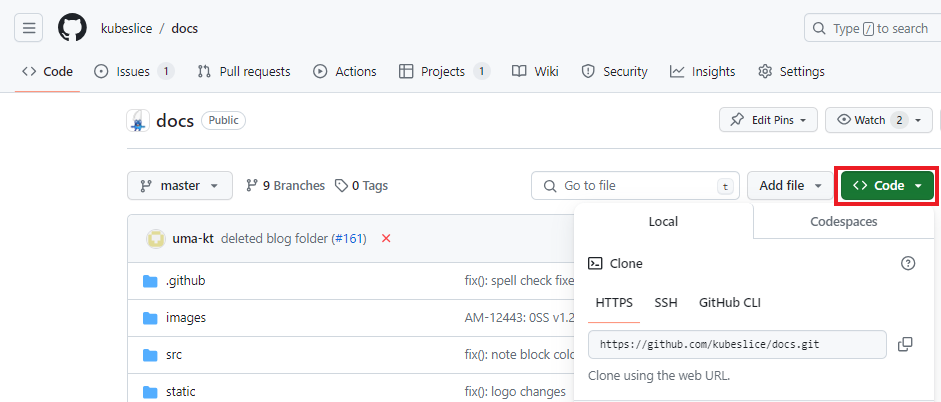 kubeslice / docs
Type / to search
Code Issues 1 Pull requests Actions Projects 1 Wiki Security Insights Settings
docs Public Edit Pins Watch 2
master 9 Branches 0 Tags Go to file t Add file <> Code
Local Codespaces
uma-kt deleted blog folder (#161)
Clone
.github fix(): spell check fixe
HTTPS SSH GitHub CLI
images AM-12443: 0SS v1.2
https://github.com/kubeslice/docs.git
src fix(): note block colo
Clone using the web URL.
static fix(): logo changes